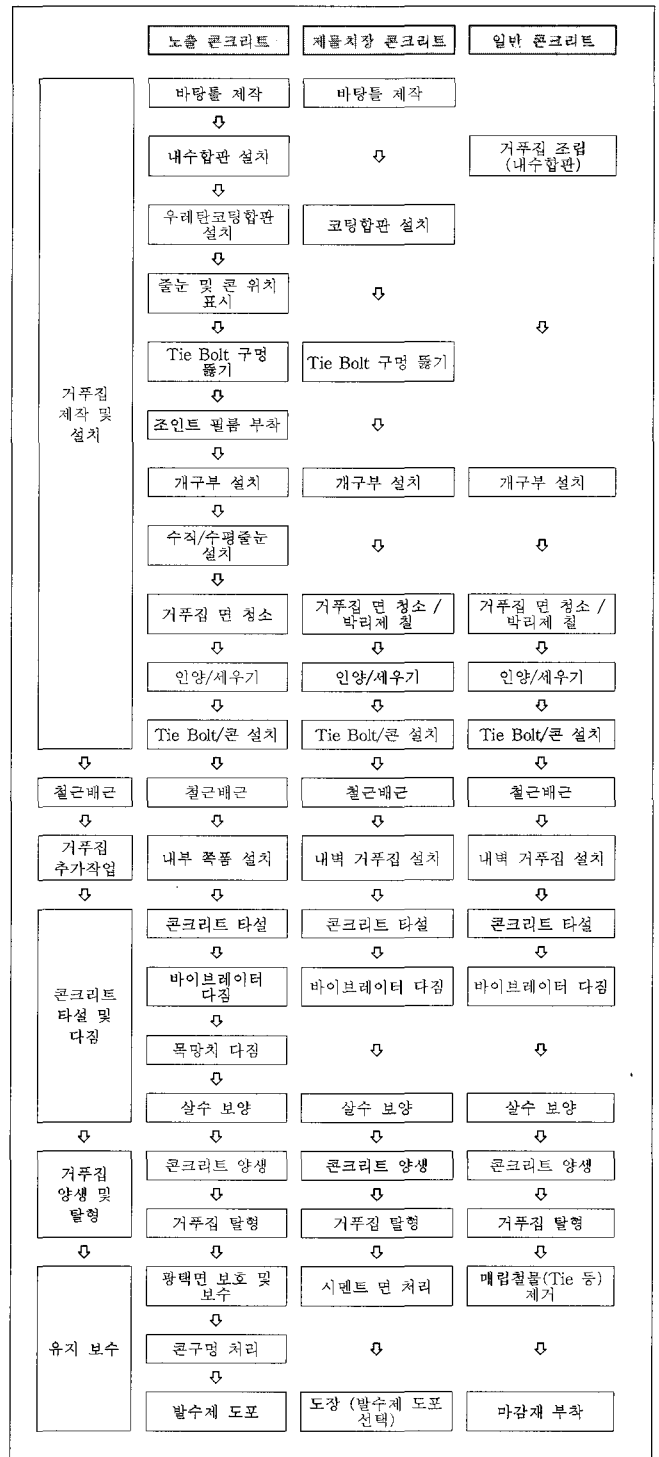 노출 콘크리트 제물치장 콘크리트 일반 콘크리트
바탕틀 제작 바탕틀 제작
내수합판 설치 거푸집 조립
(내수합판)
우레탄코팅합판
설치 코팅합판 설치
줄눈 및 콘 위치
표시
Tie Bolt 구멍
뚫기 Tie Bolt 구멍 뚫기
거푸집
제작 및
설치
조인트 필름 부착
개구부 설치 개구부 설치 개구부 설치
수직/수평줄눈
설치
거푸집 면 청소 거푸집 면 청소 /
박리제 칠 거푸집 면 청소 /
박리제 칠
인양/세우기 인양/세우기 인양/세우기
Tie Bolt/콘 설치 Tie Bolt/콘 설치 Tie Bolt/콘 설치
철근배근 철근배근 철근배근 철근배근
거푸집
추가작업 내부 쪽폼 설치 내벽 거푸집 설치 내벽 거푸집 설치
콘크리트 타설 콘크리트 타설 콘크리트 타설
콘크리트
타설 및
다짐
바이브레이터
다짐 바이브레이터 다짐 바이브레이터 다짐
목망치 다짐
살수 보양 살수 보양 살수 보양
거푸집
양생 및
탈형
콘크리트 양생 콘크리트 양생 콘크리트 양생
거푸집 탈형 거푸집 탈형 거푸집 탈형
유지 보수
광택면 보호 및
보수 시멘트 면 처리 매립철물(Tie 등)
제거
콘구멍 처리
발수제 도포 도장 (발수제 도포
선택) 마감재 부착